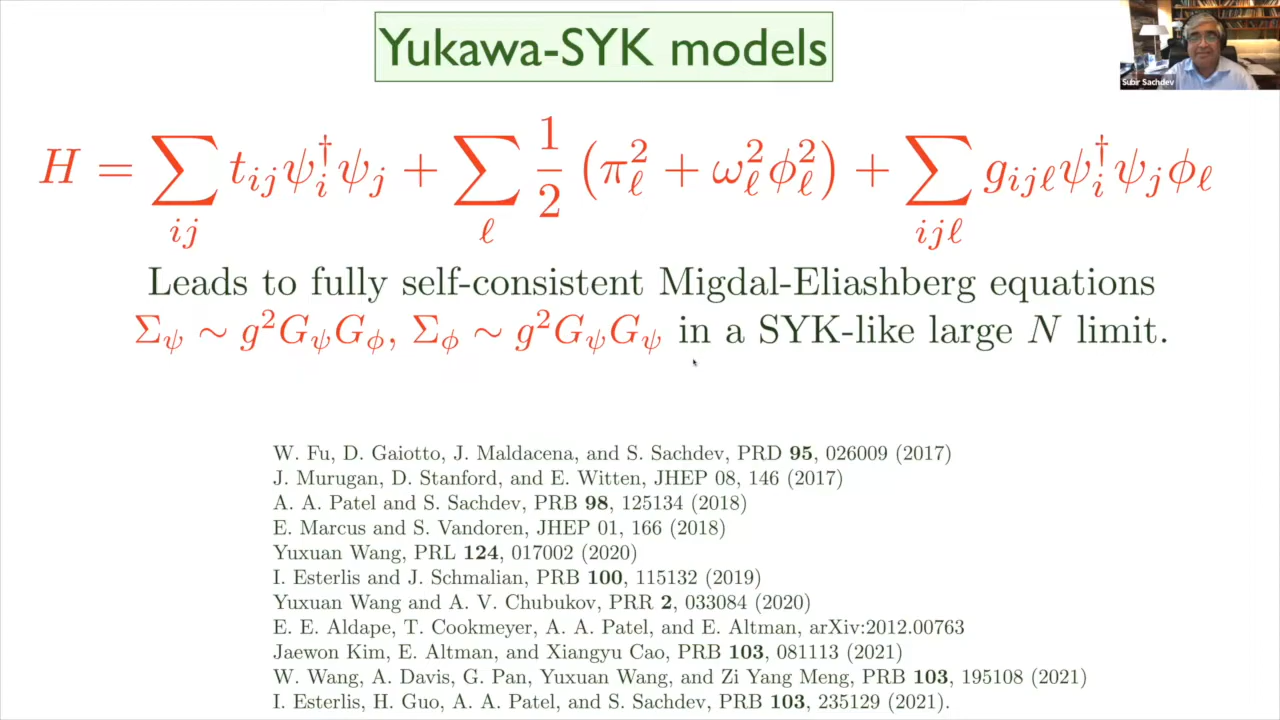 Yukawa-SYK models
Subir Sachdev
H = ∑_{ij} t_{ij} ψ_i^† ψ_j + ∑_ℓ 1/2 (π_ℓ^2 + ω_ℓ^2 φ_ℓ^2) + ∑_{ijℓ} g_{ijℓ} ψ_i^† ψ_j φ_ℓ
Leads to fully self-consistent Migdal-Eliashberg equations
Σ_ψ ∼ g^2 G_ψ G_φ, Σ_φ ∼ g^2 G_ψ G_ψ in a SYK-like large N limit.
W. Fu, D. Gaiotto, J. Maldacena, and S. Sachdev, PRD 95, 026009 (2017)
J. Murugan, D. Stanford, and E. Witten, JHEP 08, 146 (2017)
A. A. Patel and S. Sachdev, PRB 98, 125134 (2018)
E. Marcus and S. Vandoren, JHEP 01, 166 (2018)
Yuxuan Wang, PRL 124, 017002 (2020)
I. Esterlis and J. Schmalian, PRB 100, 115132 (2019)
Yuxuan Wang and A. V. Chubukov, PRR 2, 033084 (2020)
E. E. Aldape, T. Cookmeyer, A. A. Patel, and E. Altman, arXiv:2012.00763
Jaewon Kim, E. Altman, and Xiangyu Cao, PRB 103, 081113 (2021)
W. Wang, A. Davis, G. Pan, Yuxuan Wang, and Zi Yang Meng, PRB 103, 195108 (2021)
I. Esterlis, H. Guo, A. A. Patel, and S. Sachdev, PRB 103, 235129 (2021).